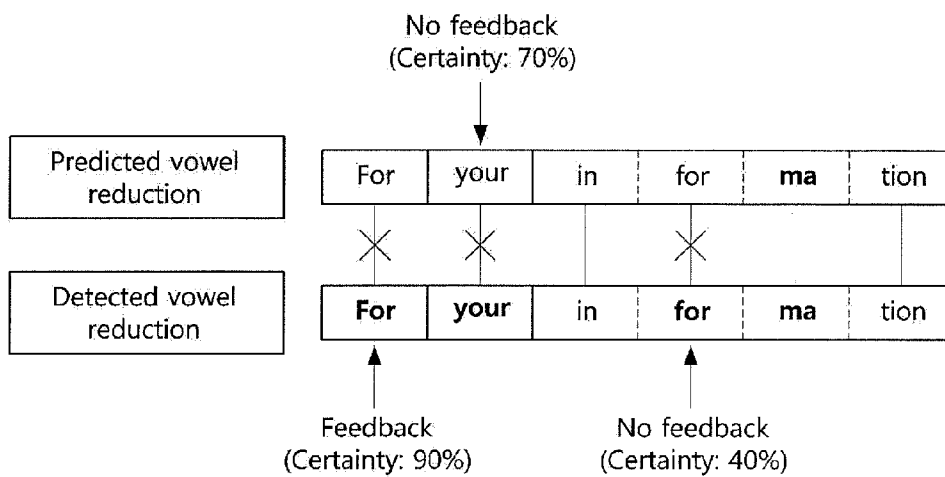 No feedback
(Certainty: 70%)
Predicted vowel
reduction
For your in for ma tion
Detected vowel
reduction
For your in for ma tion
Feedback
(Certainty: 90%)
No feedback
(Certainty: 40%)